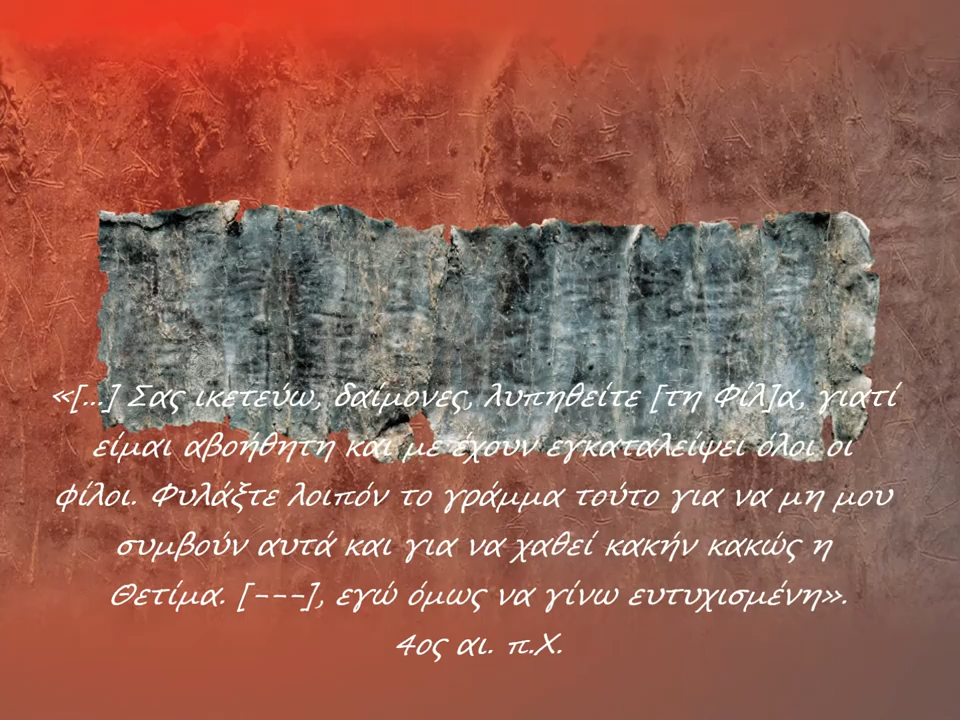 «[...] Σας ικετεύω, δαίμονες, λυπηθείτε [τη Φίλ]α, γιατί
είμαι αβοήθητη και με έχουν εγκαταλείψει όλοι οι
φίλοι. Φυλάξτε λοιπόν το γράμμα τούτο για να μη μου
συμβούν αυτά και για να χαθεί κακήν κακώς η
Θετίμα. [---], εγώ όμως να γίνω ευτυχισμένη».
4ος αι. π.Χ.